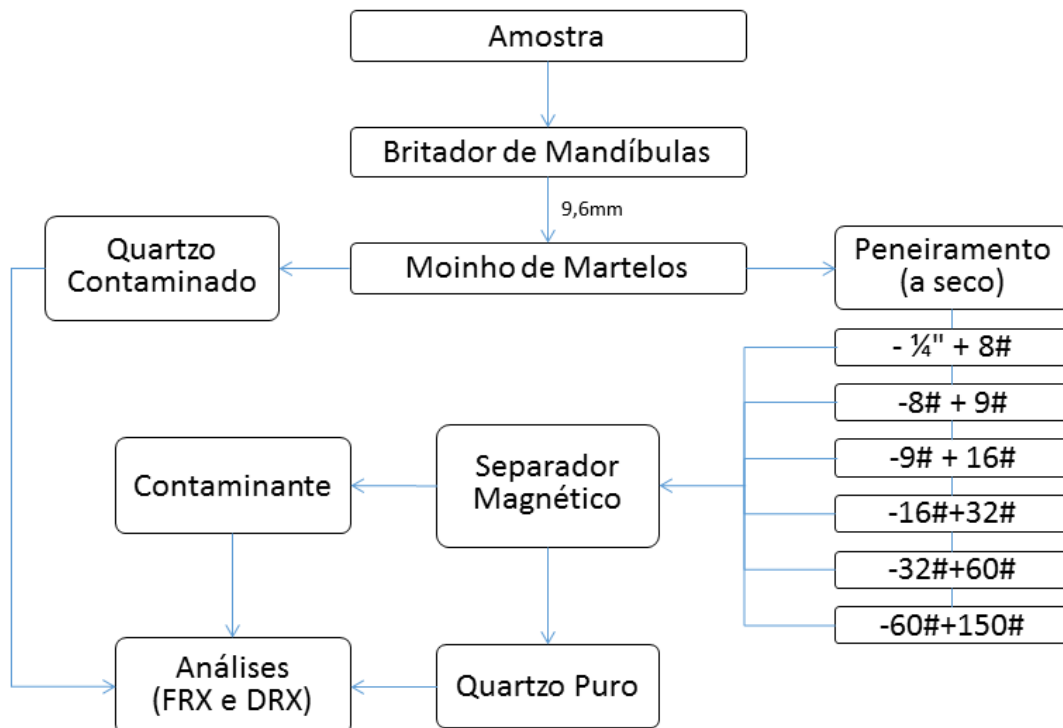 Amostra
Britador de Mandíbulas
9,6mm
Quartzo
Contaminado
Moinho de Martelos
Peneiramento
(a seco)
- ¼" + 8#
-8# + 9#
-9# + 16#
-16#+32#
-32#+60#
-60#+150#
Separador
Magnético
Contaminante
Análises
(FRX e DRX)
Quartzo Puro